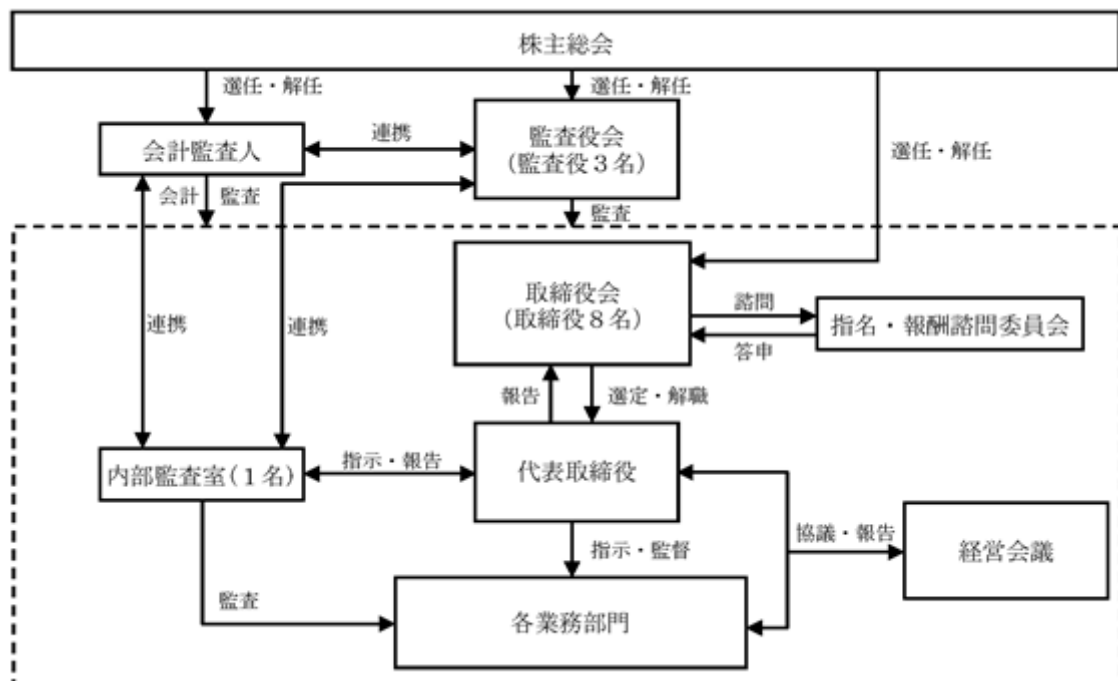 株主総会
選任・解任
選任・解任
選任・解任
会計監査人
連携
監査役会
(監査役3名)
会計 監査
監査
取締役会
(取締役8名)
諮問
答申
指名・報酬諮問委員会
連携
連携
報告
選定・解職
内部監査室(1名)
指示・報告
代表取締役
協議・報告
経営会議
指示・監督
監査
各業務部門